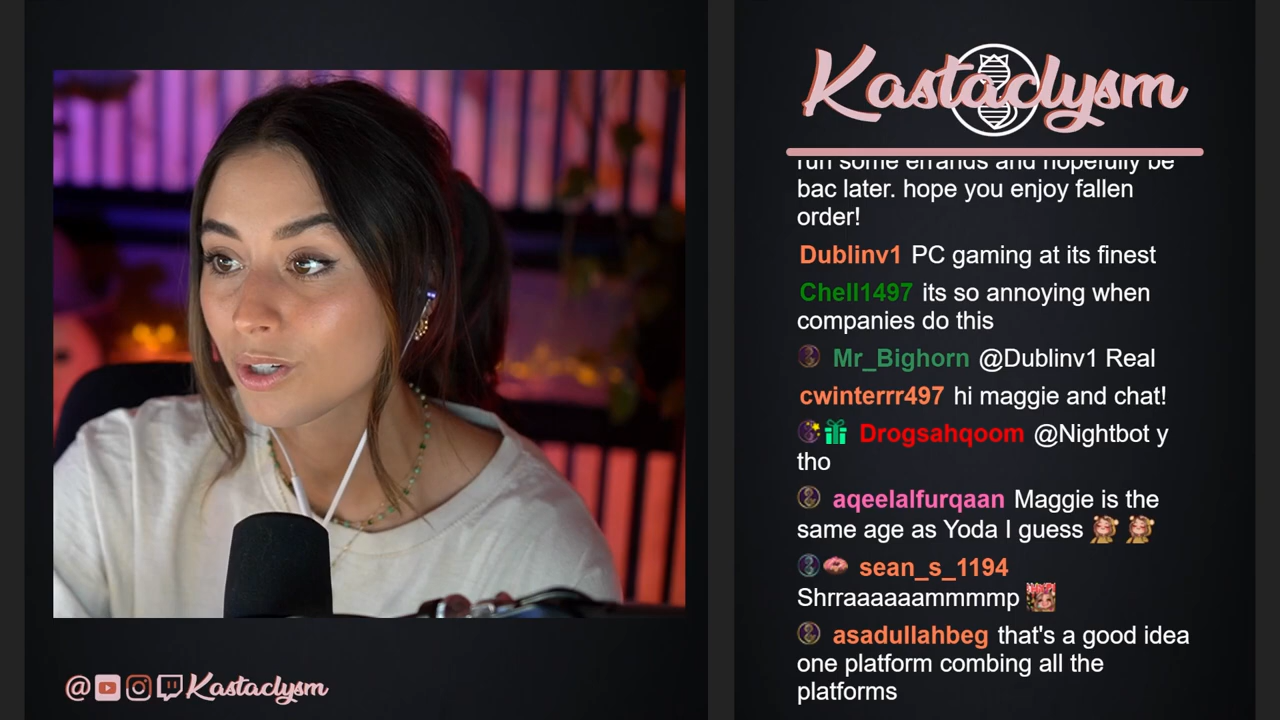 Kastaclysm
run some errands and hopefully be
bac later. hope you enjoy fallen
order!
Dublinv1 PC gaming at its finest
Chell1497 its so annoying when
companies do this
Mr_Bighorn @Dublinv1 Real
cwinterrr497 hi maggie and chat!
Drogsahqoom @Nightbot y
tho
aqeelalfurqaan Maggie is the
same age as Yoda I guess
sean_s_1194
Shrraaaaaammmmp
asadullahbeg that's a good idea
one platform combing all the
platforms
@Kastaclysm